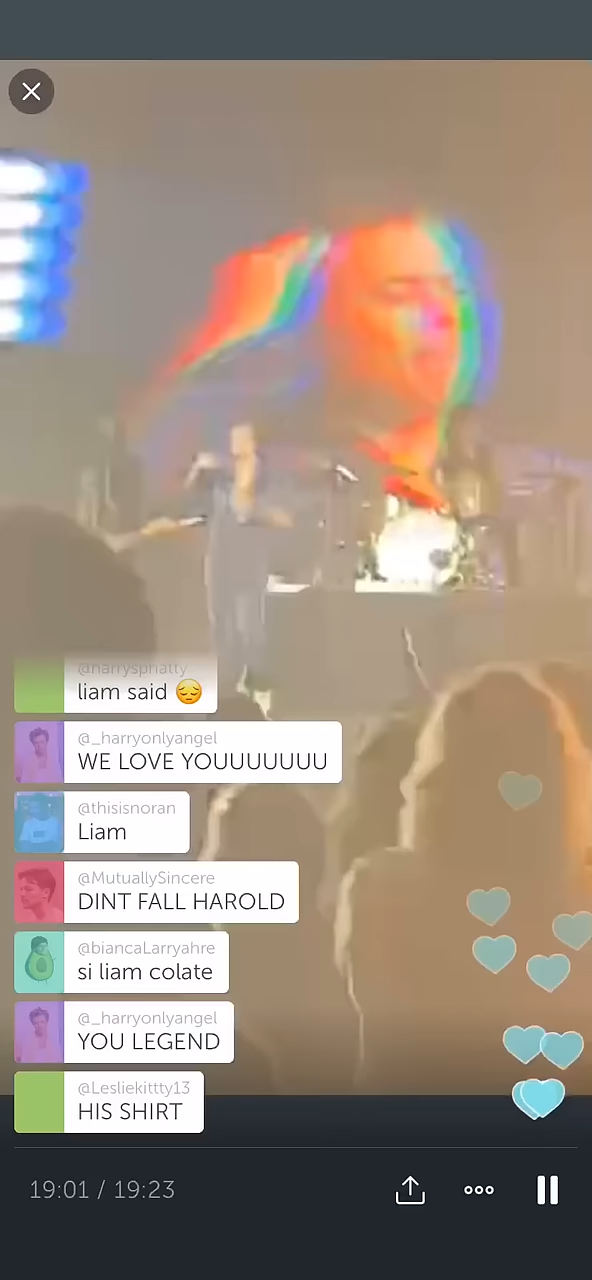 @harrysphatty
liam said 😔
@_harryonlyangel
WE LOVE YOUUUUUUU
@thisisnoran
Liam
@MutuallySincere
DINT FALL HAROLD
@biancaLarryahre
si liam colate
@_harryonlyangel
YOU LEGEND
@Lesliekittty13
HIS SHIRT
19:01 / 19:23